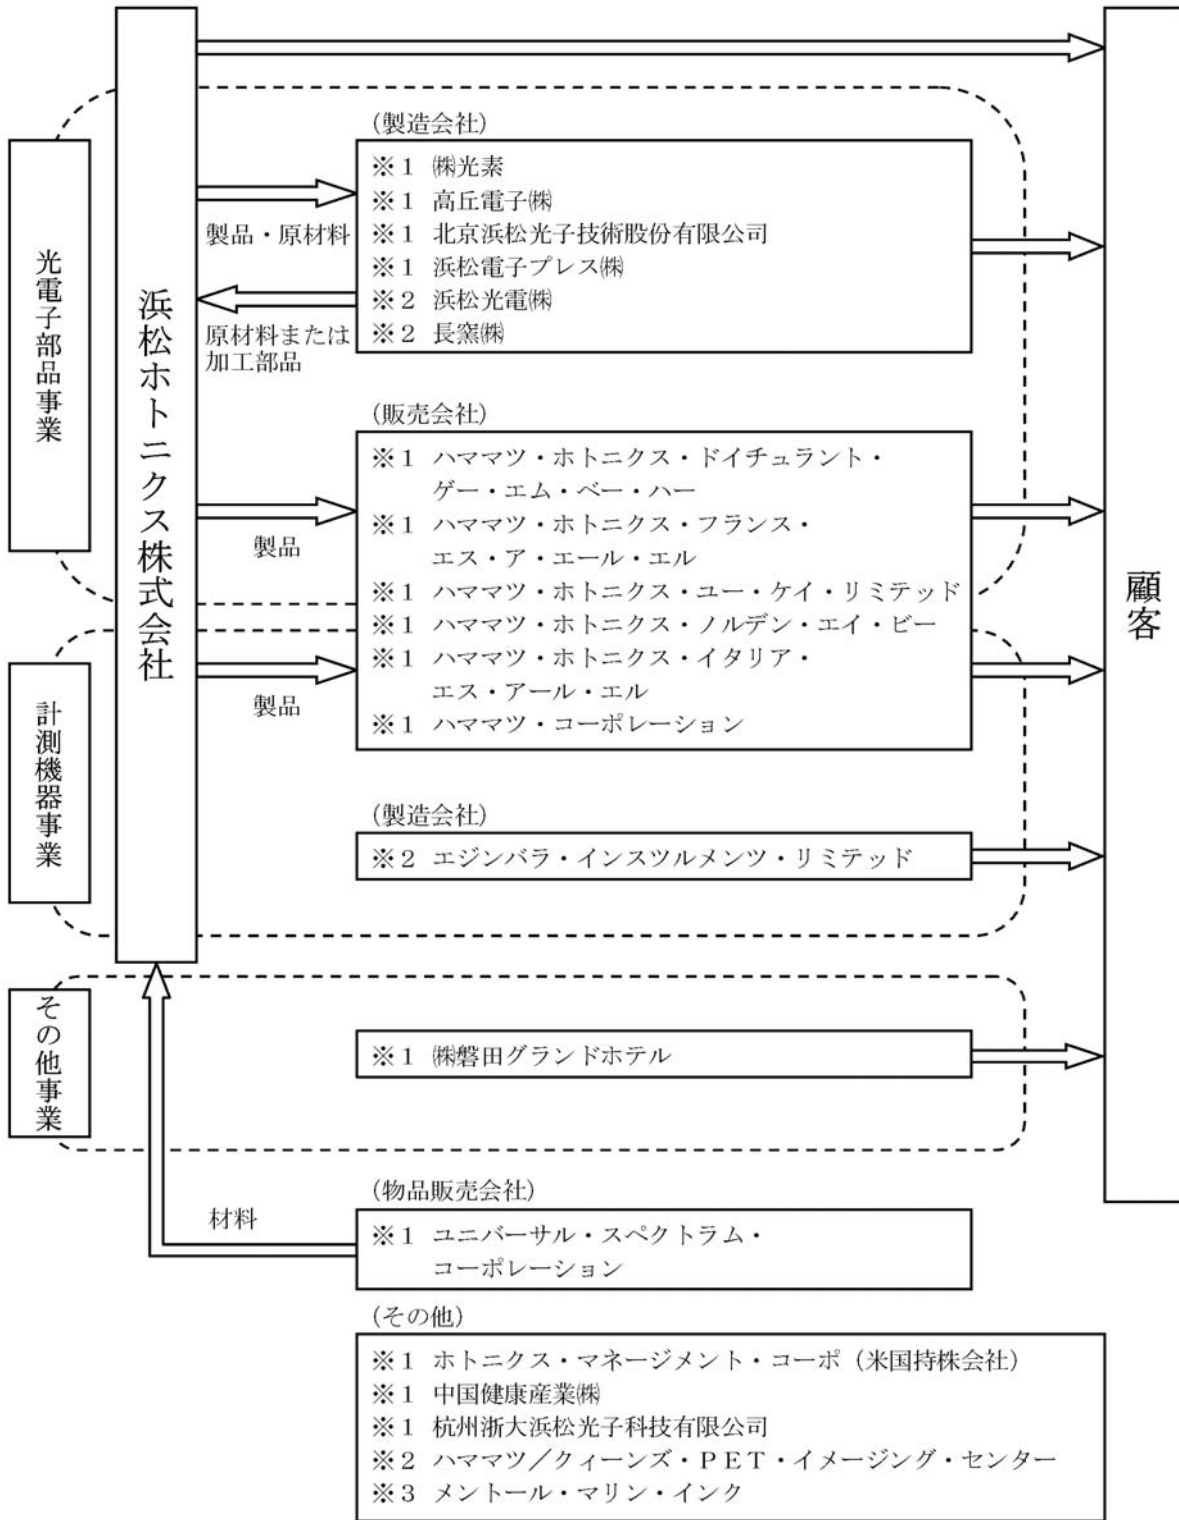 浜松ホトニクス株式会社
顧客
光電子部品事業
(製造会社)
※1 ㈱光素
※1 高丘電子㈱
※1 北京浜松光子技術股份有限公司
※1 浜松電子プレス㈱
※2 浜松光電㈱
※2 長窯㈱
製品・原材料
原材料または
加工部品
(販売会社)
※1 ハママツ・ホトニクス・ドイチュラント・
ゲー・エム・ベー・ハー
※1 ハママツ・ホトニクス・フランス・
エス・ア・エール・エル
※1 ハママツ・ホトニクス・ユー・ケイ・リミテッド
※1 ハママツ・ホトニクス・ノルデン・エイ・ビー
※1 ハママツ・ホトニクス・イタリア・
エス・アール・エル
※1 ハママツ・コーポレーション
製品
製品
計測機器事業
(製造会社)
※2 エジンバラ・インスツルメンツ・リミテッド
その他事業
※1 ㈱磐田グランドホテル
(物品販売会社)
材料
※1 ユニバーサル・スペクトラム・
コーポレーション
(その他)
※1 ホトニクス・マネージメント・コーポ(米国持株会社)
※1 中国健康産業㈱
※1 杭州浙大浜松光子科技有限公司
※2 ハママツ/クィーンズ・PET・イメージング・センター
※3 メントール・マリン・インク